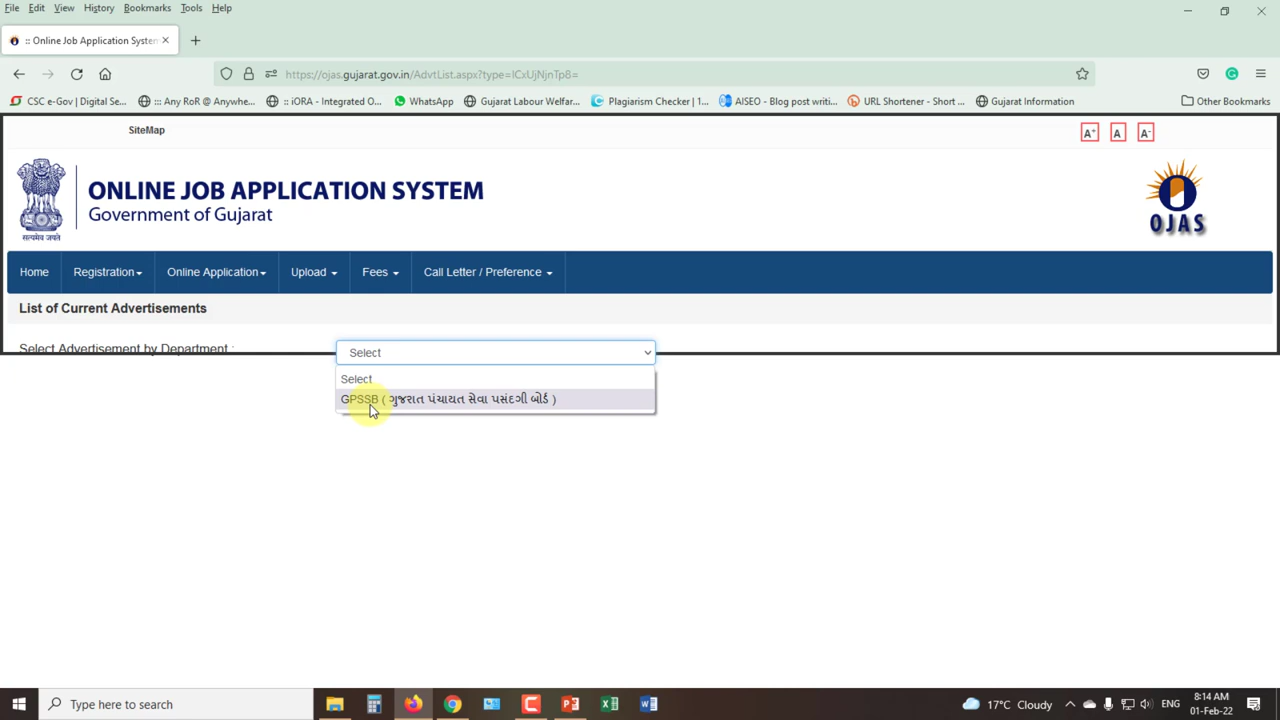 File Edit View History Bookmarks Tools Help
:: Online Job Application System
https://ojas.gujarat.gov.in/AdvtList.aspx?type=lCxUjNjnTp8=
CSC e-Gov | Digital Se... ::: Any RoR @ Anywhe... :: iORA - Integrated O... WhatsApp Gujarat Labour Welfar... Plagiarism Checker | 1... AISEO - Blog post writi... URL Shortener - Short ... Gujarat Information Other Bookmarks
SiteMap A+ A A-
ONLINE JOB APPLICATION SYSTEM
Government of Gujarat
सत्यमेव जयते
OJAS
Home Registration Online Application Upload Fees Call Letter / Preference
List of Current Advertisements
Select Advertisement by Department : Select
Select
GPSSB ( ગુજરાત પંચાયત સેવા પસંદગી બોર્ડ )
Type here to search 17°C Cloudy ENG 8:14 AM
01-Feb-22